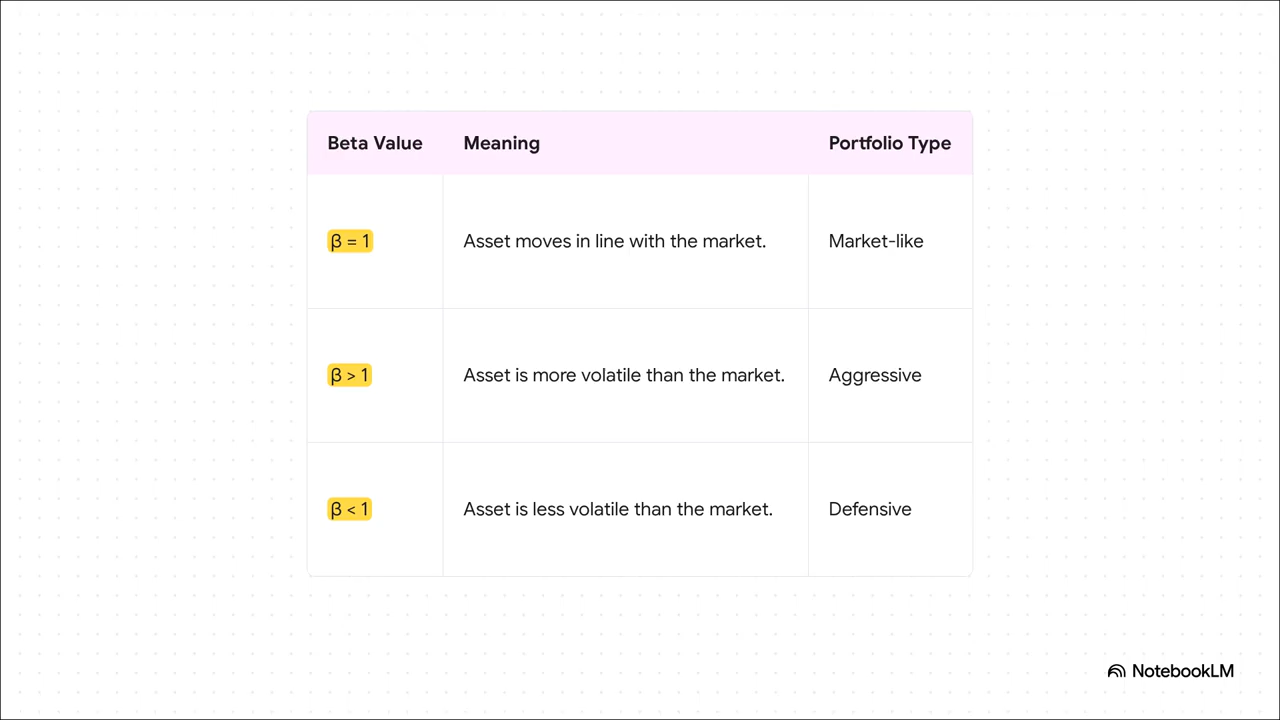 Beta Value Meaning Portfolio Type
β = 1 Asset moves in line with the market. Market-like
β > 1 Asset is more volatile than the market. Aggressive
β < 1 Asset is less volatile than the market. Defensive
NotebookLM